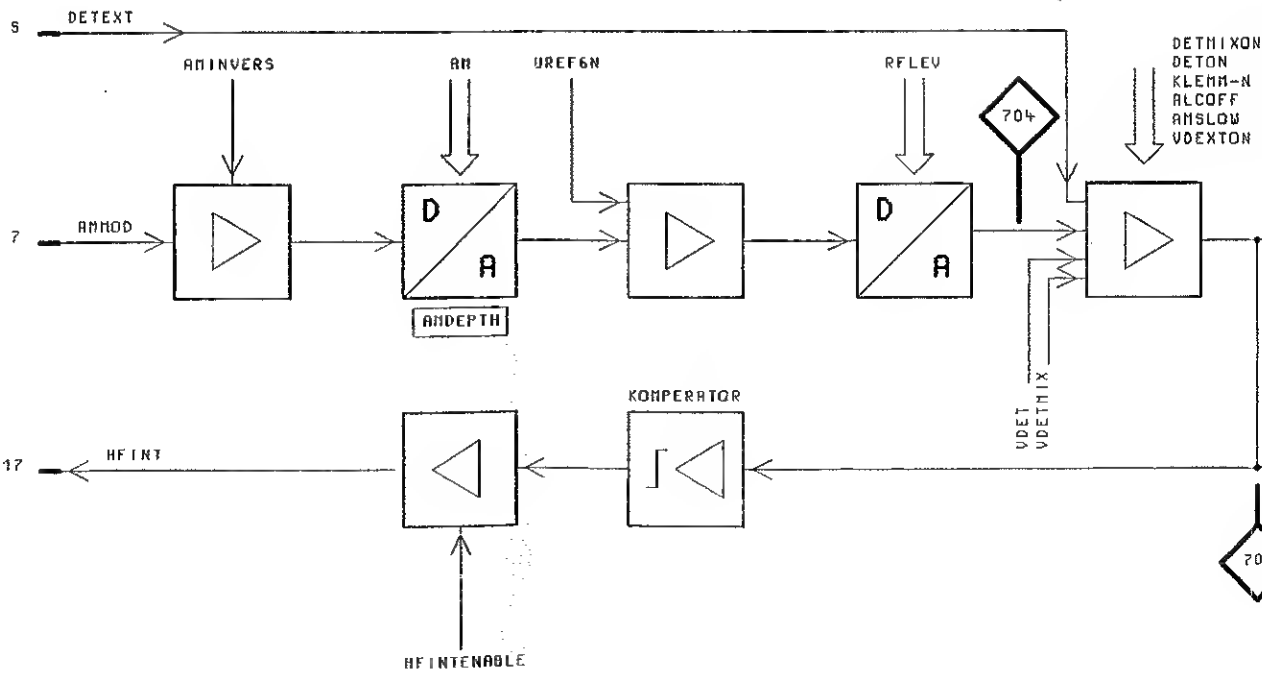 5 DETEXT
AMINVERS AM UREF6N RFLEV
DETMIXON
DETON
KLEMM-N
ALCOFF
AMSLOW
VDEXTON
704
7 AMMOD
D
A
D
A
AMDEPTH
VDET
VDETMIX
KOMPERATOR
17 HFINT
70
HFINTENABLE